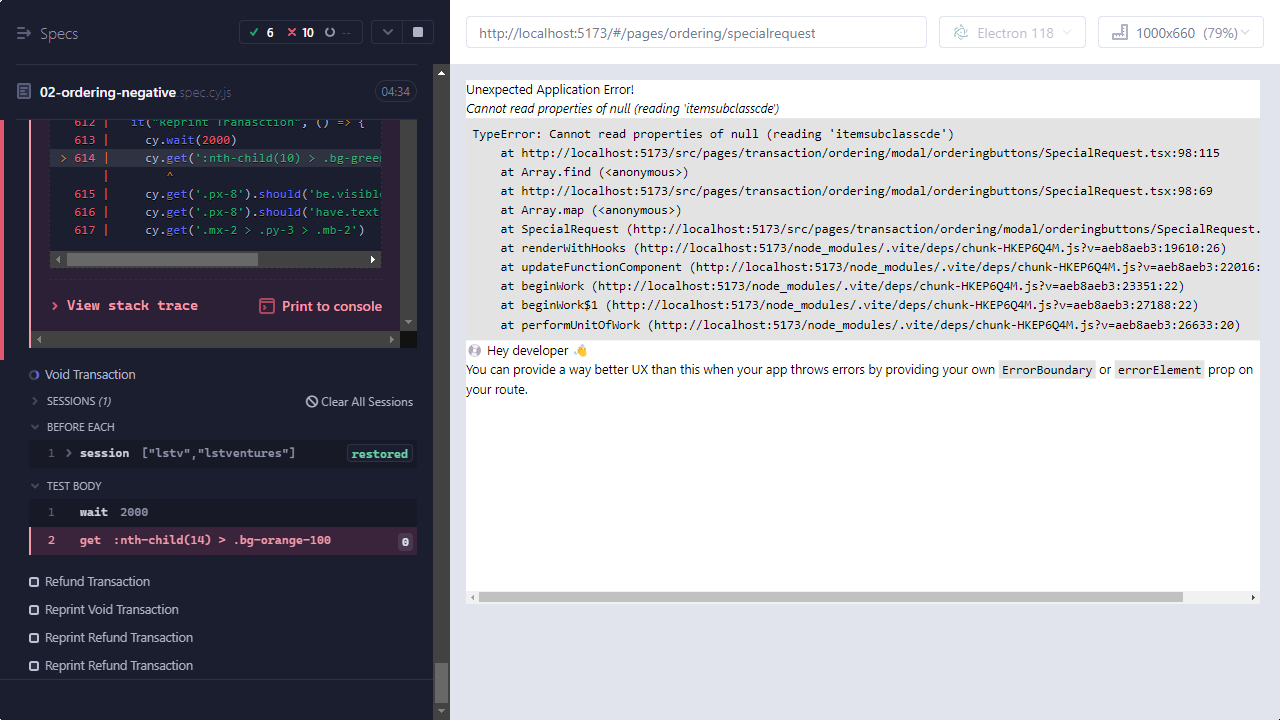 Specs
6 10 --
02-ordering-negative.spec.cy.js 04:34
612 | it("Reprint Tranasction", () => {
613 | cy.wait(2000)
> 614 | cy.get(':nth-child(10) > .bg-green
| ^
615 | cy.get('.px-8').should('be.visible
616 | cy.get('.px-8').should('have.text
617 | cy.get('.mx-2 > .py-3 > .mb-2')
> View stack trace
Print to console
Void Transaction
SESSIONS (1)
Clear All Sessions
BEFORE EACH
1 session ["lstv","lstventures"] restored
TEST BODY
1 wait 2000
2 get :nth-child(14) > .bg-orange-100 0
Refund Transaction
Reprint Void Transaction
Reprint Refund Transaction
Reprint Refund Transaction
http://localhost:5173/#/pages/ordering/specialrequest
Electron 118
1000x660 (79%)
Unexpected Application Error!
Cannot read properties of null (reading 'itemsubclasscde')
TypeError: Cannot read properties of null (reading 'itemsubclasscde')
at http://localhost:5173/src/pages/transaction/ordering/modal/orderingbuttons/SpecialRequest.tsx:98:115
at Array.find (<anonymous>)
at http://localhost:5173/src/pages/transaction/ordering/modal/orderingbuttons/SpecialRequest.tsx:98:69
at Array.map (<anonymous>)
at SpecialRequest (http://localhost:5173/src/pages/transaction/ordering/modal/orderingbuttons/SpecialRequest.
at renderWithHooks (http://localhost:5173/node_modules/.vite/deps/chunk-HKEP6Q4M.js?v=aeb8aeb3:19610:26)
at updateFunctionComponent (http://localhost:5173/node_modules/.vite/deps/chunk-HKEP6Q4M.js?v=aeb8aeb3:22016:
at beginWork (http://localhost:5173/node_modules/.vite/deps/chunk-HKEP6Q4M.js?v=aeb8aeb3:23351:22)
at beginWork$1 (http://localhost:5173/node_modules/.vite/deps/chunk-HKEP6Q4M.js?v=aeb8aeb3:27188:22)
at performUnitOfWork (http://localhost:5173/node_modules/.vite/deps/chunk-HKEP6Q4M.js?v=aeb8aeb3:26633:20)
Hey developer 👋
You can provide a way better UX than this when your app throws errors by providing your own ErrorBoundary or errorElement prop on
your route.